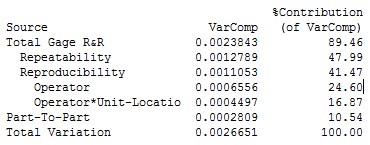 %Contribution
Source VarComp (of VarComp)
Total Gage R&R 0.0023843 89.46
Repeatability 0.0012789 47.99
Reproducibility 0.0011053 41.47
Operator 0.0006556 24.60
Operator*Unit-Locatio 0.0004497 16.87
Part-To-Part 0.0002809 10.54
Total Variation 0.0026651 100.00